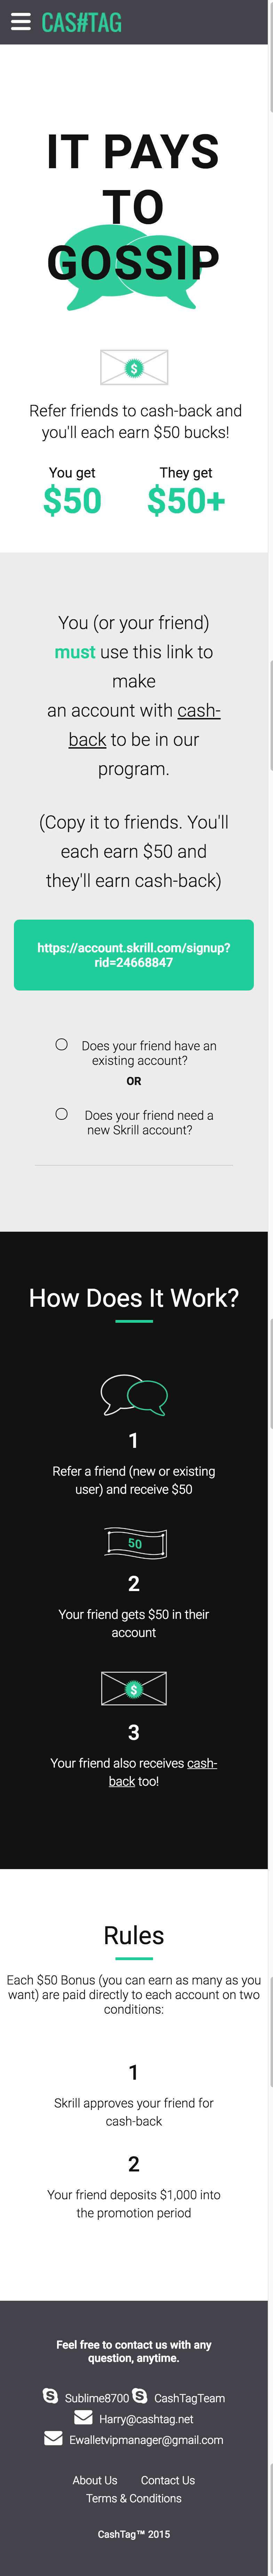 CAS#TAG
IT PAYS
TO
GOSSIP
$
Refer friends to cash-back and
you'll each earn $50 bucks!
You get They get
$50 $50+
You (or your friend)
must use this link to
make
an account with cash-
back to be in our
program.
(Copy it to friends. You'll
each earn $50 and
they'll earn cash-back)
https://account.skrill.com/signup?
rid=24668847
Does your friend have an
existing account?
OR
Does your friend need a
new Skrill account?
How Does It Work?
1
Refer a friend (new or existing
user) and receive $50
50
2
Your friend gets $50 in their
account
$
3
Your friend also receives cash-
back too!
Rules
Each $50 Bonus (you can earn as many as you
want) are paid directly to each account on two
conditions:
1
Skrill approves your friend for
cash-back
2
Your friend deposits $1,000 into
the promotion period
Feel free to contact us with any
question, anytime.
Sublime8700 CashTagTeam
Harry@cashtag.net
Ewalletvipmanager@gmail.com
About Us Contact Us
Terms & Conditions
CashTag™ 2015